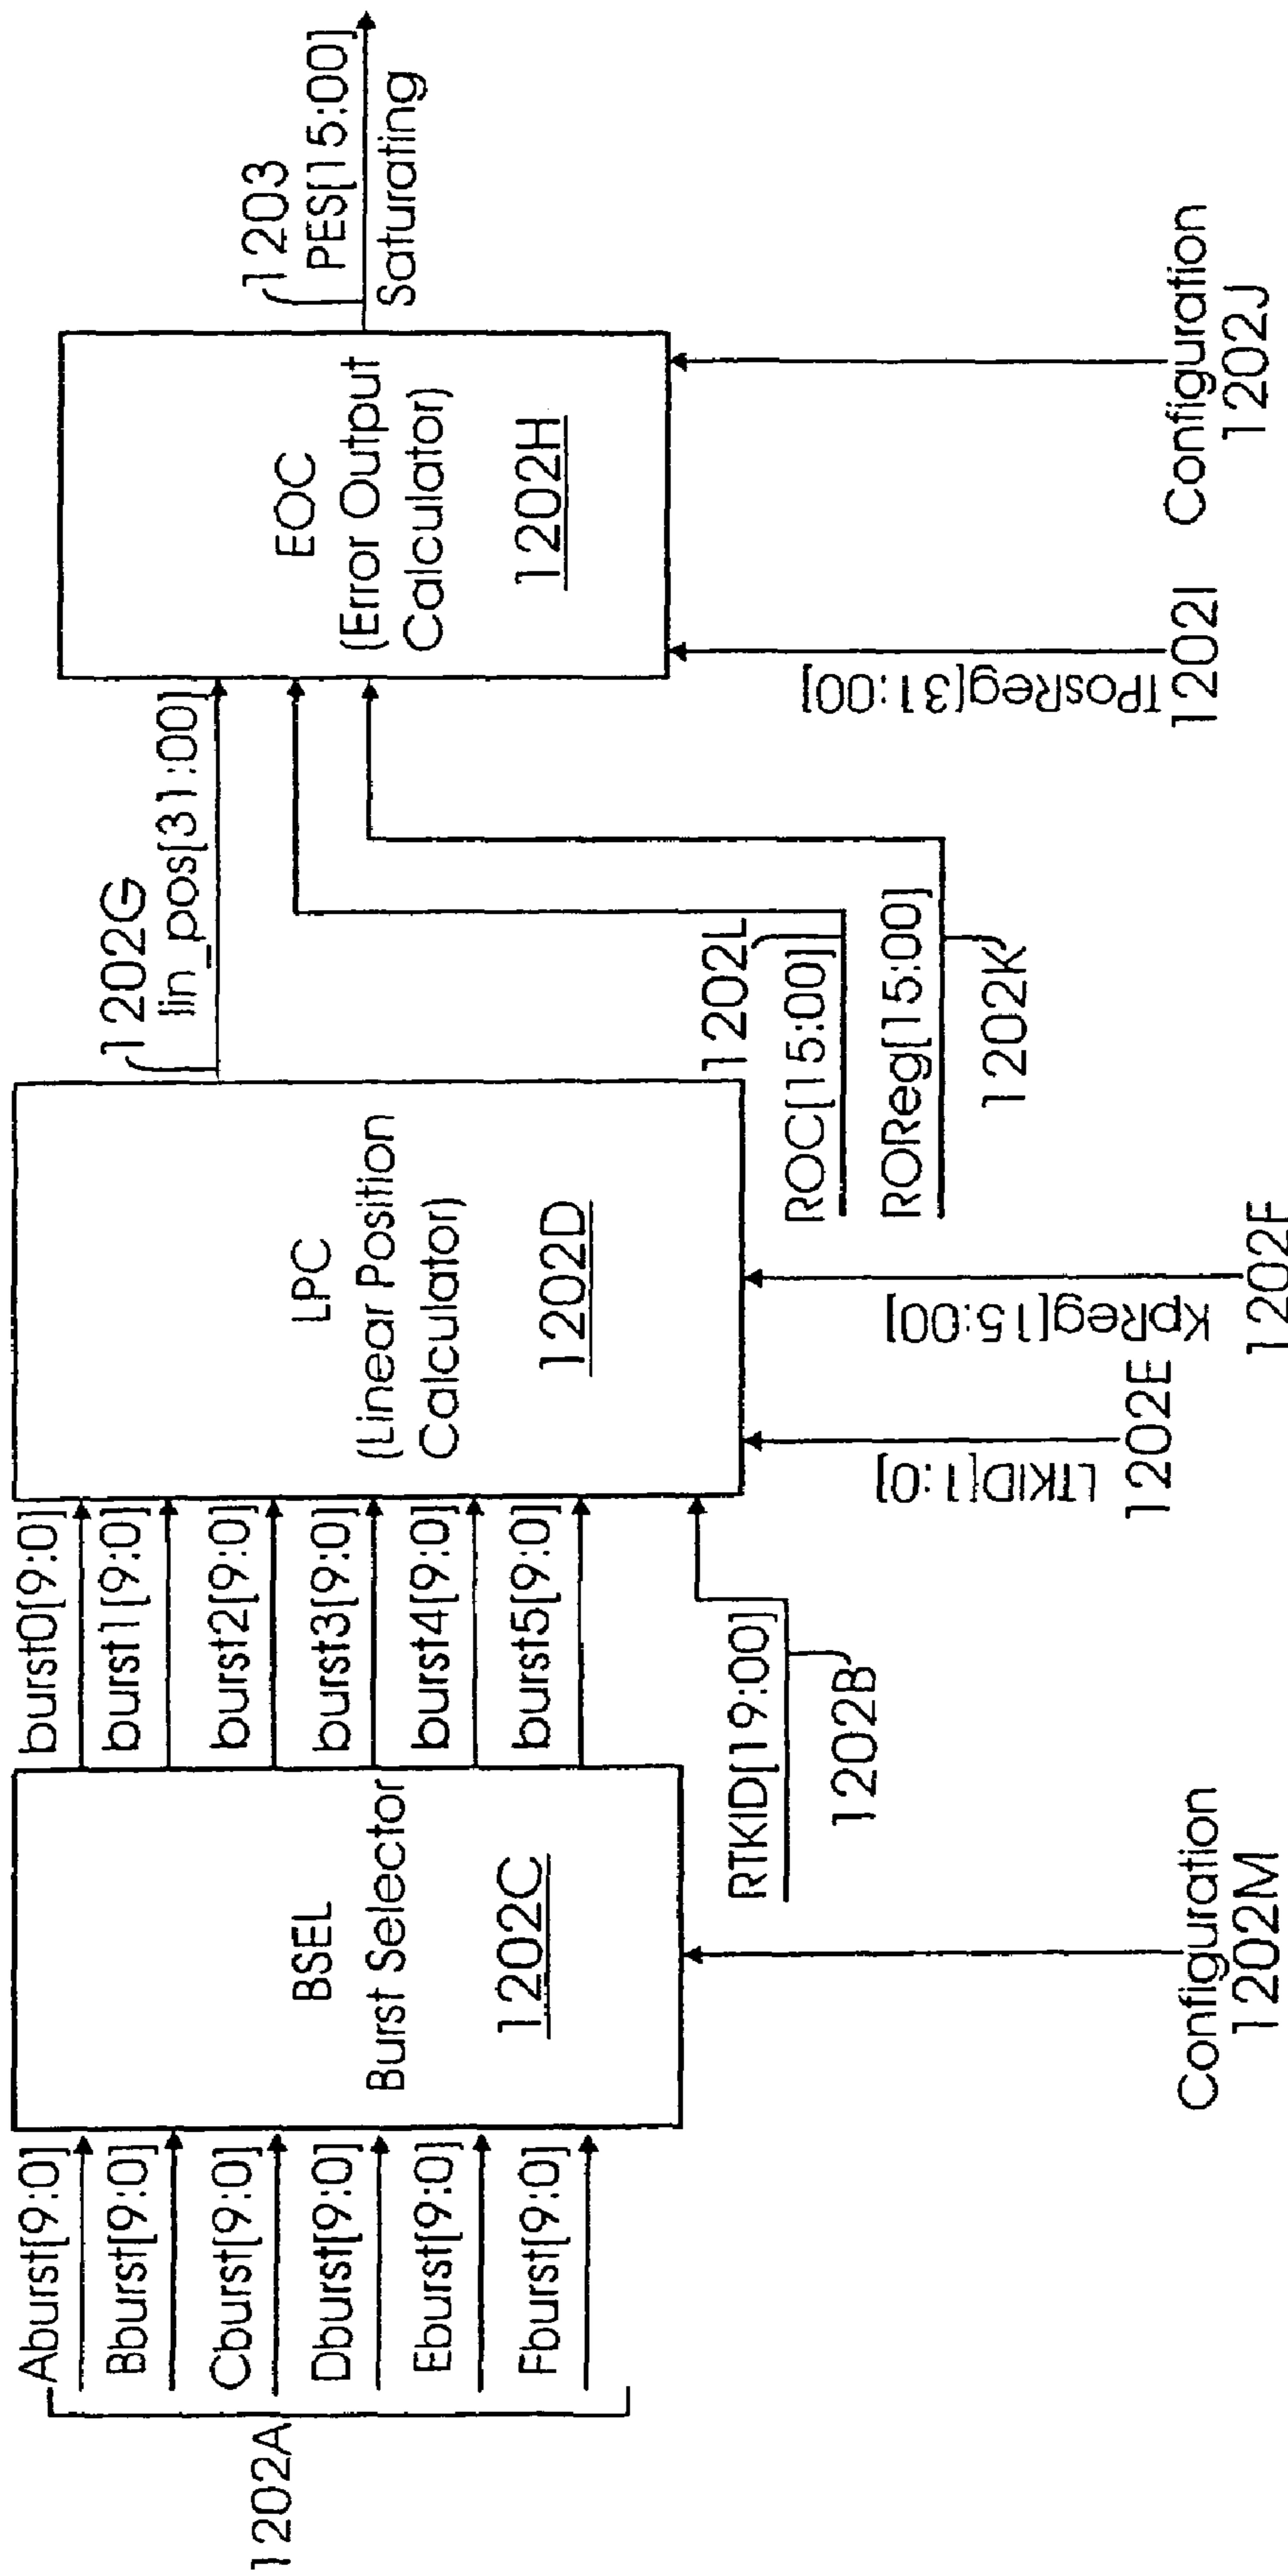 1202A
Aburst[9:0]
Bburst[9:0]
Cburst[9:0]
Dburst[9:0]
Eburst[9:0]
Fburst[9:0]
BSEL
Burst Selector
1202C
Configuration
1202M
burst0[9:0]
burst1[9:0]
burst2[9:0]
burst3[9:0]
burst4[9:0]
burst5[9:0]
RTKID[19:00]
1202B
LPC
(Linear Position
Calculator)
1202D
LTKID[1:0]
1202E
KpReg[15:00]
1202F
1202G
lin_pos[31:00]
1202L
ROC[15:00]
ROReg[15:00]
1202K
EOC
(Error Output
Calculator)
1202H
TPosReg[31:00]
1202I
Configuration
1202J
1203
PES[15:00]
Saturating